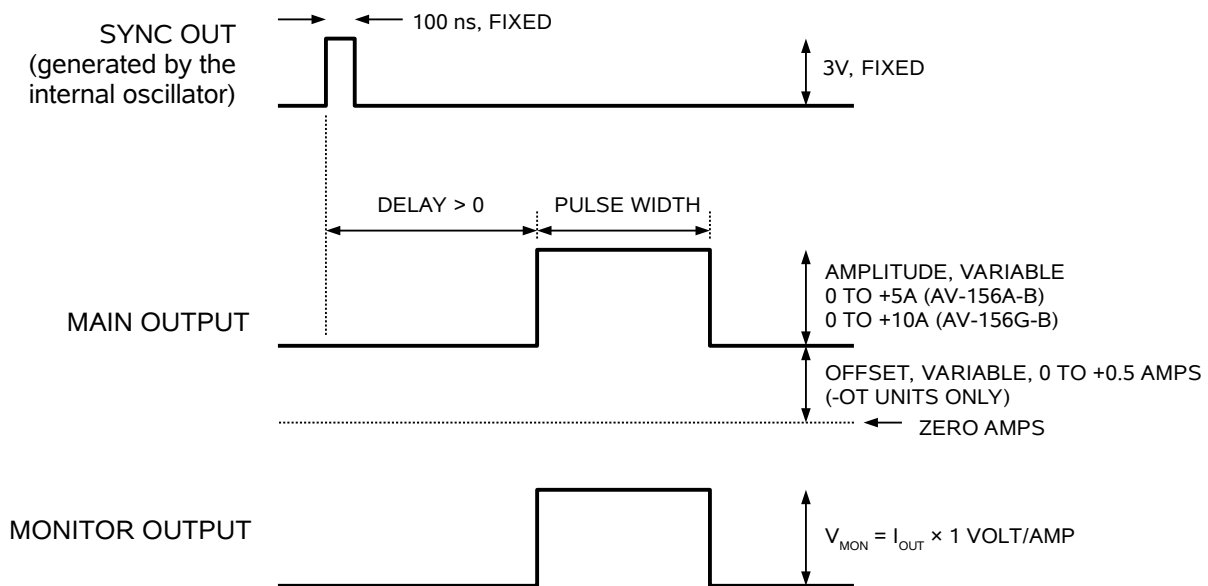 100 ns, FIXED
SYNC OUT
(generated by the
internal oscillator)
3V, FIXED
DELAY > 0
PULSE WIDTH
AMPLITUDE, VARIABLE
0 TO +5A (AV-156A-B)
0 TO +10A (AV-156G-B)
MAIN OUTPUT
OFFSET, VARIABLE, 0 TO +0.5 AMPS
(-OT UNITS ONLY)
ZERO AMPS
MONITOR OUTPUT
VMON = IOUT × 1 VOLT/AMP